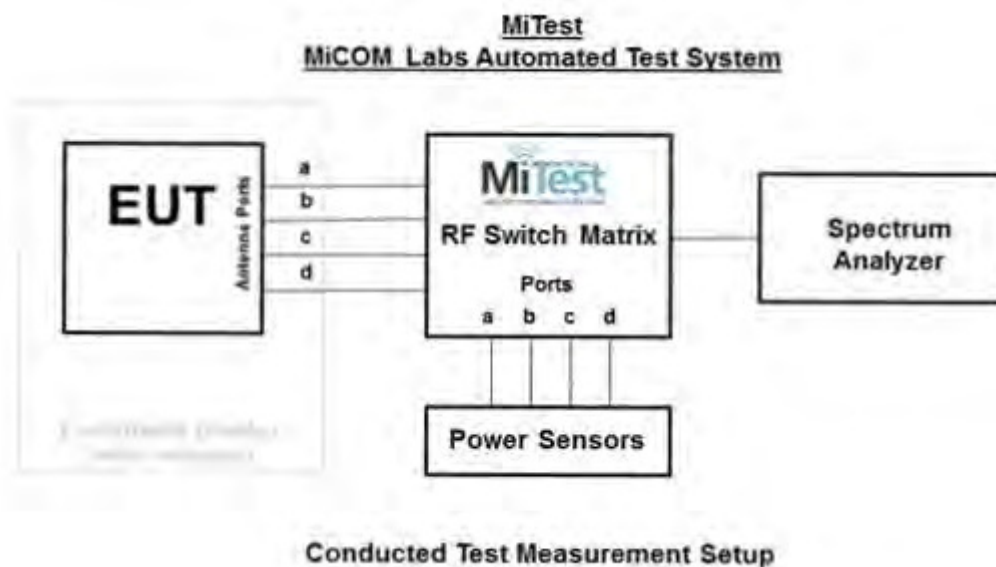 MiTest
MiCOM Labs Automated Test System
EUT
Antenna Ports
a
b
c
d
MiTest
RF Switch Matrix
Ports
a b c d
Spectrum
Analyzer
Power Sensors
Conducted Test Measurement Setup